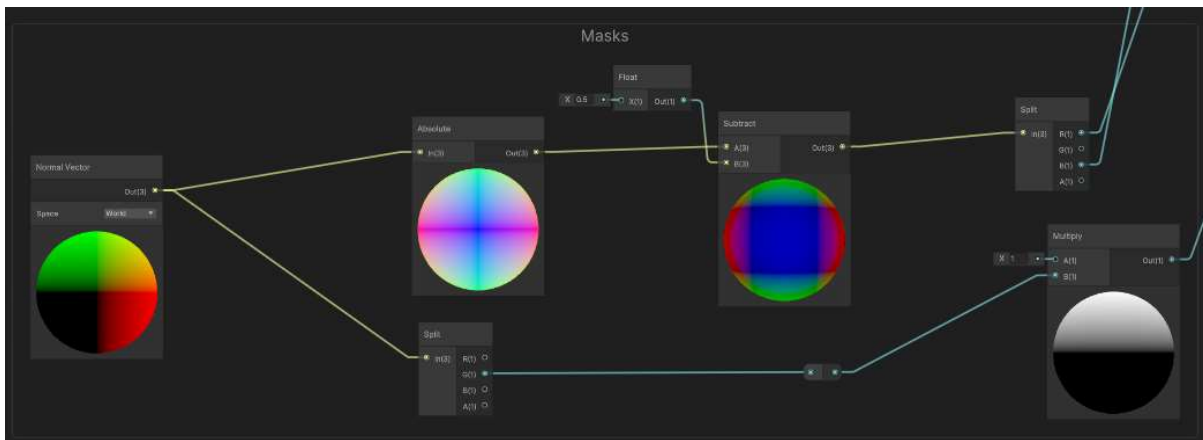 Masks
Float
X 0.5
X(1) Out(1)
Absolute
In(3) Out(3)
Subtract
A(3) Out(3)
B(3)
Split
In(3) R(1)
G(1)
B(1)
A(1)
Normal Vector
Out(3)
Space World
Multiply
X 1
A(1) Out(1)
B(1)
Split
In(3) R(1)
G(1)
B(1)
A(1)